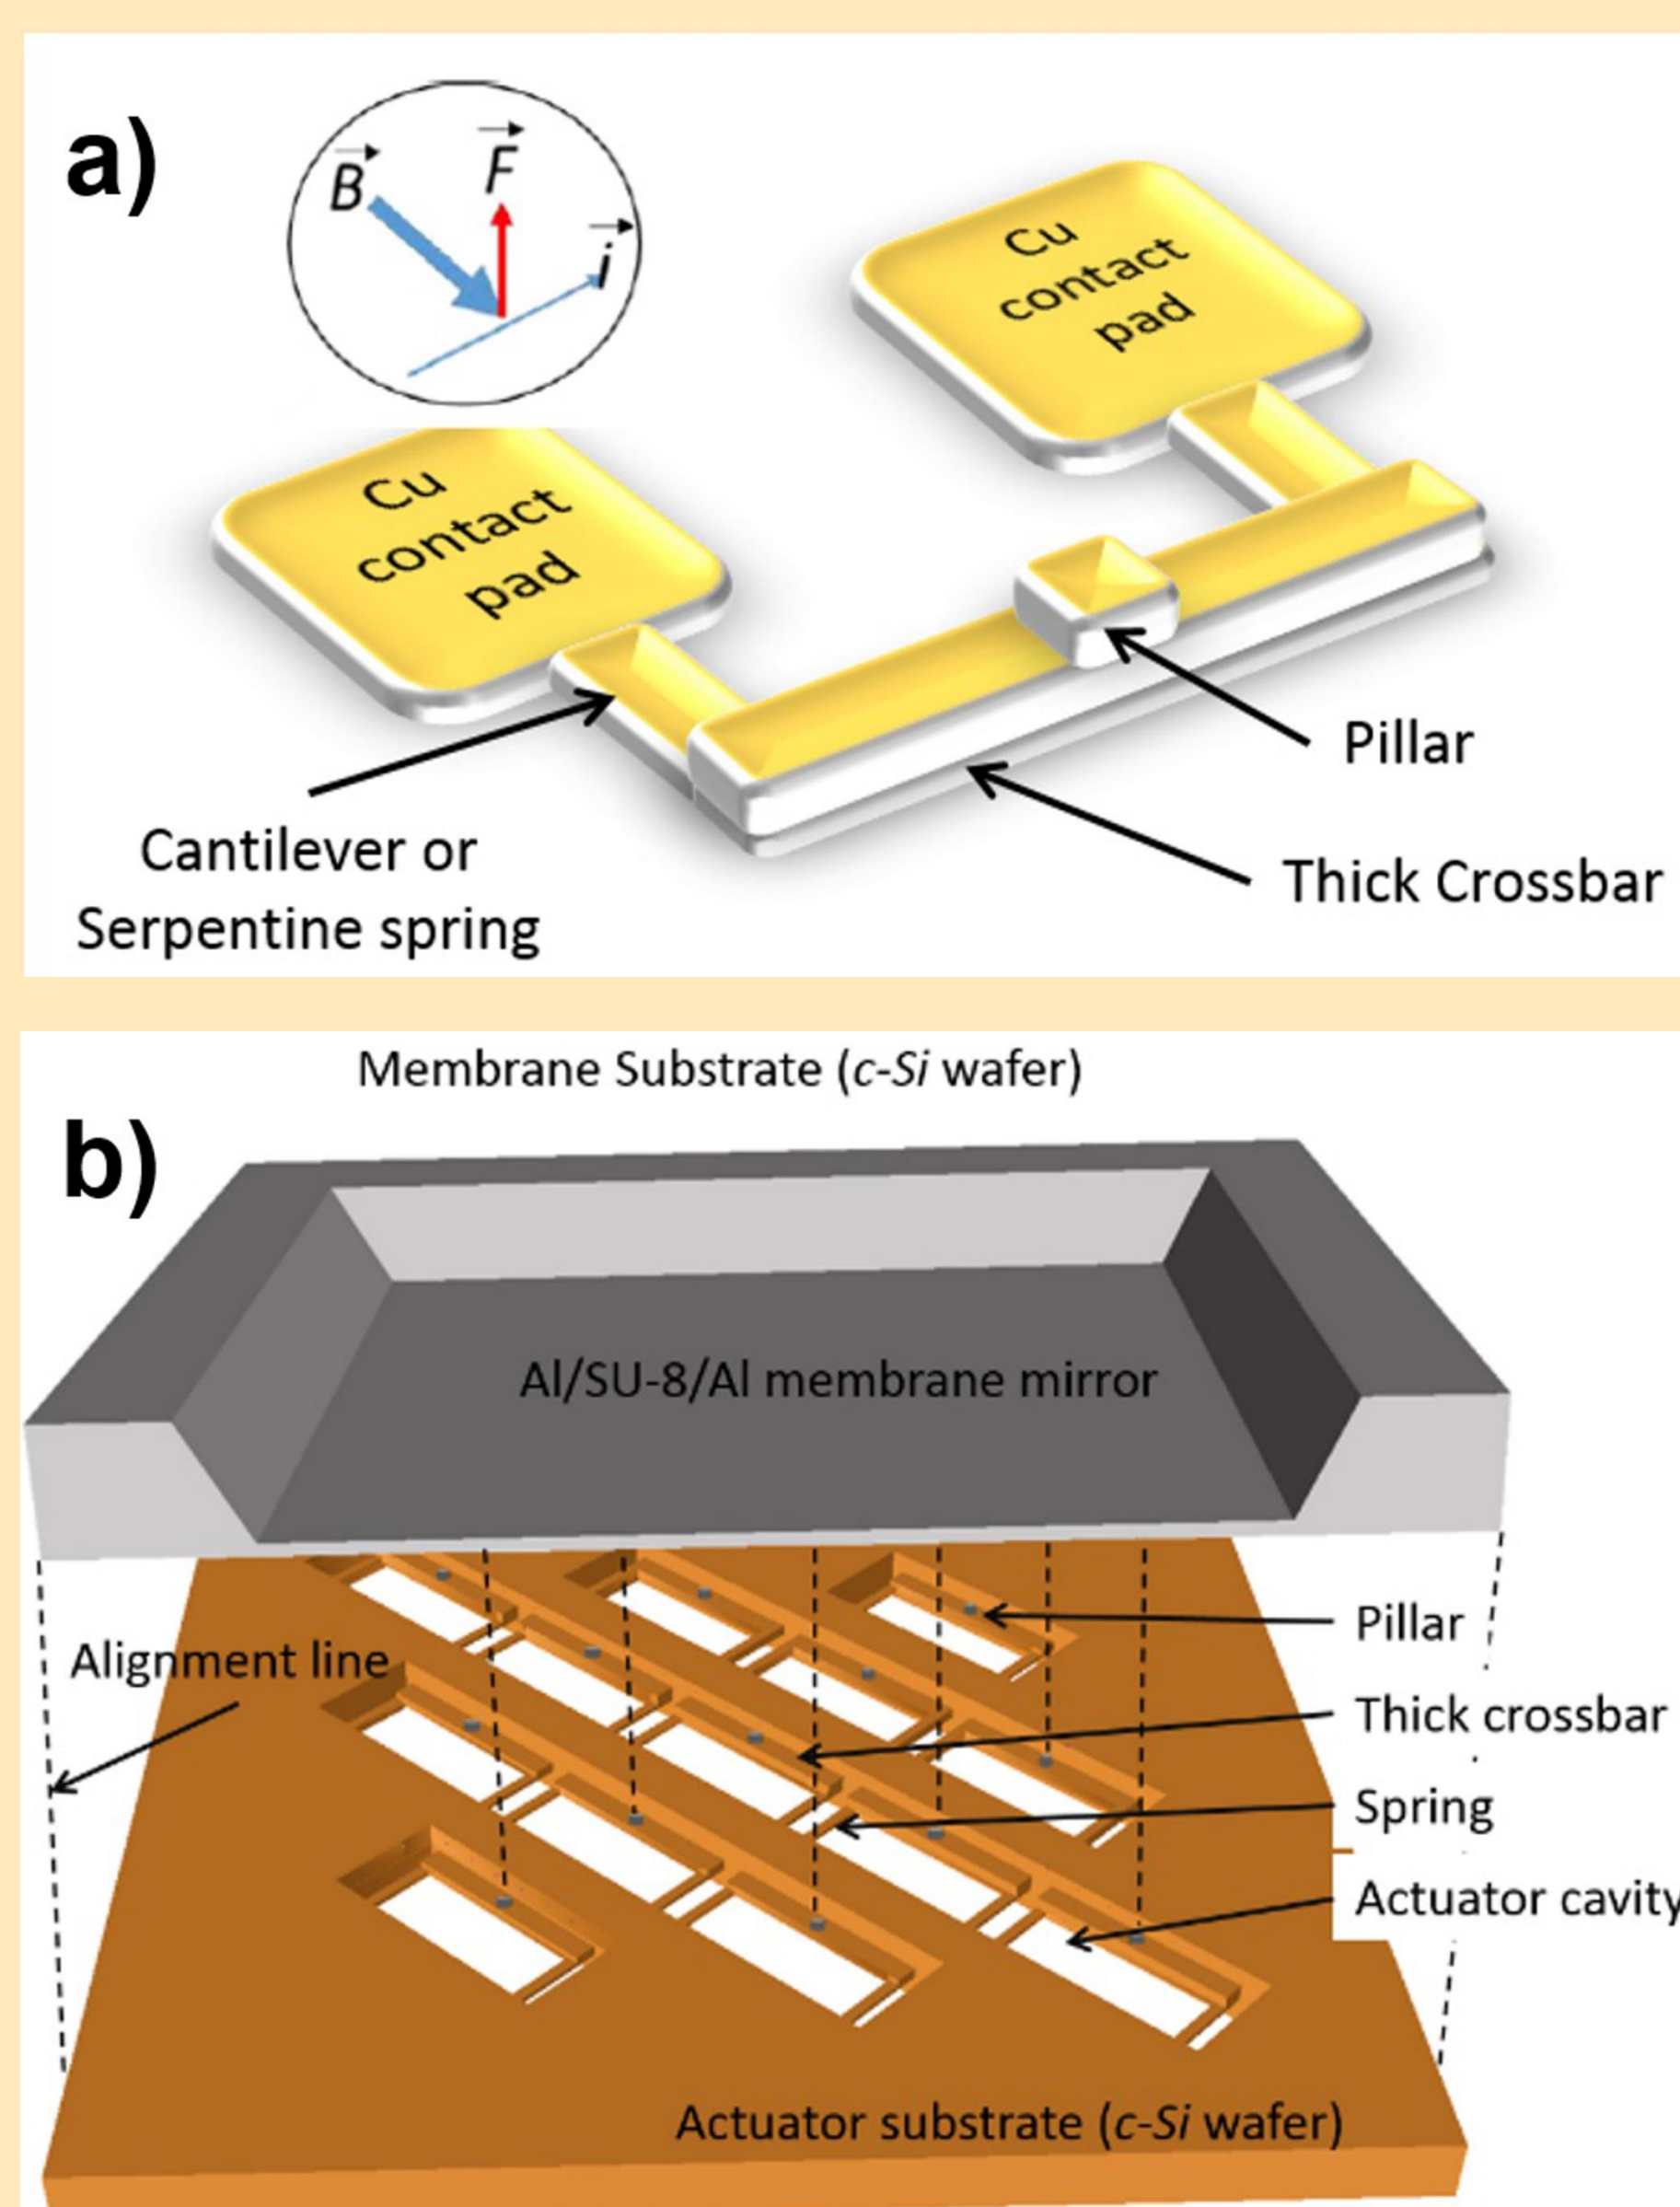 a)
B
F
i
Cu
contact
pad
Cu
contact
pad
Pillar
Thick Crossbar
Cantilever or
Serpentine spring
Membrane Substrate (c-Si wafer)
b)
Al/SU-8/Al membrane mirror
Pillar
Alignment line
Thick crossbar
Spring
Actuator cavity
Actuator substrate (c-Si wafer)